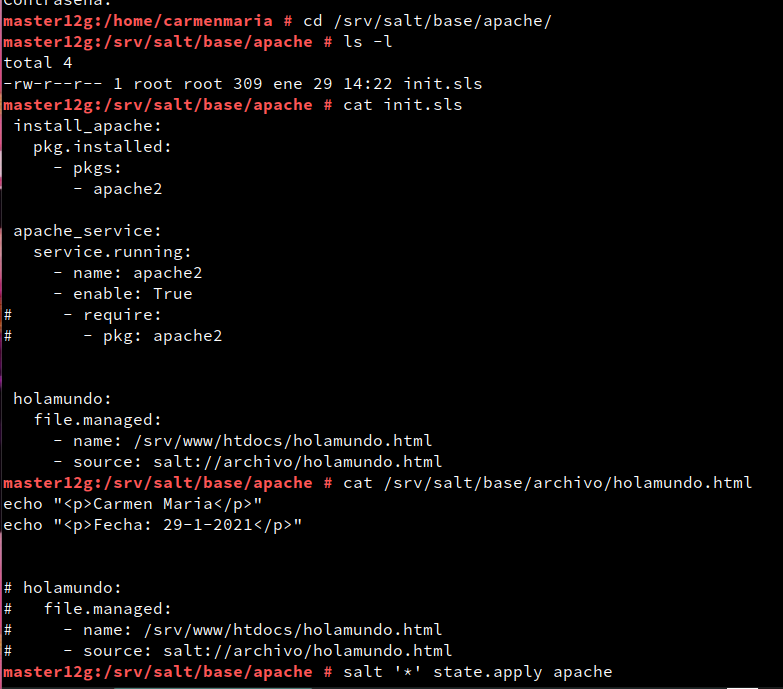 Contraseña:
master12g:/home/carmenmaria # cd /srv/salt/base/apache/
master12g:/srv/salt/base/apache # ls -l
total 4
-rw-r--r-- 1 root root 309 ene 29 14:22 init.sls
master12g:/srv/salt/base/apache # cat init.sls
 install_apache:
   pkg.installed:
     - pkgs:
       - apache2

 apache_service:
   service.running:
     - name: apache2
     - enable: True
#     - require:
#       - pkg: apache2


 holamundo:
   file.managed:
     - name: /srv/www/htdocs/holamundo.html
     - source: salt://archivo/holamundo.html
master12g:/srv/salt/base/apache # cat /srv/salt/base/archivo/holamundo.html
echo "<p>Carmen Maria</p>"
echo "<p>Fecha: 29-1-2021</p>"


# holamundo:
#   file.managed:
#     - name: /srv/www/htdocs/holamundo.html
#     - source: salt://archivo/holamundo.html
master12g:/srv/salt/base/apache # salt '*' state.apply apache